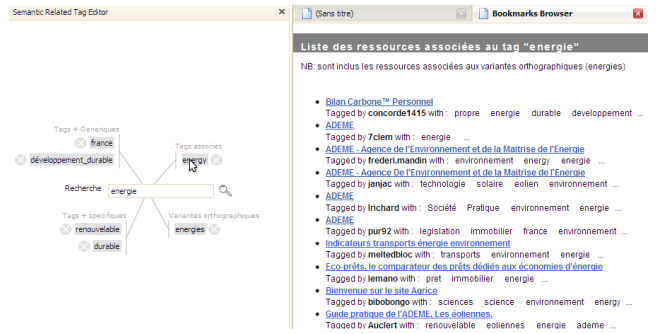 Semantic Related Tag Editor
(Sans titre)
Bookmarks Browser
Liste des ressources associées au tag "energie"
NB: sont inclus les ressources associées aux variantes orthographiques (energies)
Tags + Generiques
france
développement_durable
Tags associes
energy
Recherche
energie
Tags + specifiques
renouvelable
durable
Variantes orthographiques
energies
Bilan Carbone™ Personnel
Tagged by concorde1415 with : propre energie durable developpement ...
ADEME
Tagged by 7clem with : energie ...
ADEME - Agence de l'Environnement et de la Maitrise de l'Energie
Tagged by frederi.mandin with : environnement energy energie ...
ADEME - Agence De l'Environnement et de la Maitrise de l'Energie
Tagged by janjac with : technologie solaire eolien environnement ...
ADEME
Tagged by lrichard with : Société Pratique environnement energie ...
ADEME
Tagged by pur92 with : legislation immobilier france environnement ...
Indicateurs transports énergie environnement
Tagged by meltedbloc with : transports environnement energie ...
Eco-prêts, le comparateur des prêts dédiés aux économies d'énergie
Tagged by lemano with : pret immobilier energie ...
Bienvenue sur le site Agrice
Tagged by bibobongo with : sciences science environnement energy ...
Guide pratique de l'ADEME, Les éoliennes.
Tagged by Auclert with : renouvelable eoliennes energie ademe ...